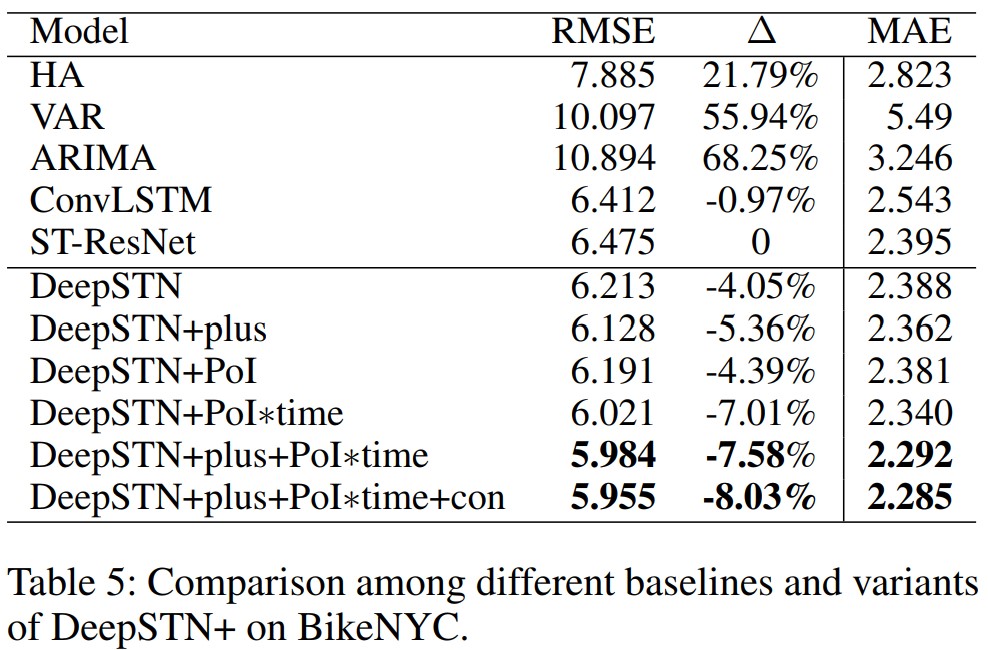 Model RMSE Δ MAE
HA 7.885 21.79% 2.823
VAR 10.097 55.94% 5.49
ARIMA 10.894 68.25% 3.246
ConvLSTM 6.412 -0.97% 2.543
ST-ResNet 6.475 0 2.395
DeepSTN 6.213 -4.05% 2.388
DeepSTN+plus 6.128 -5.36% 2.362
DeepSTN+PoI 6.191 -4.39% 2.381
DeepSTN+PoI∗time 6.021 -7.01% 2.340
DeepSTN+plus+PoI∗time 5.984 -7.58% 2.292
DeepSTN+plus+PoI∗time+con 5.955 -8.03% 2.285
Table 5: Comparison among different baselines and variants
of DeepSTN+ on BikeNYC.